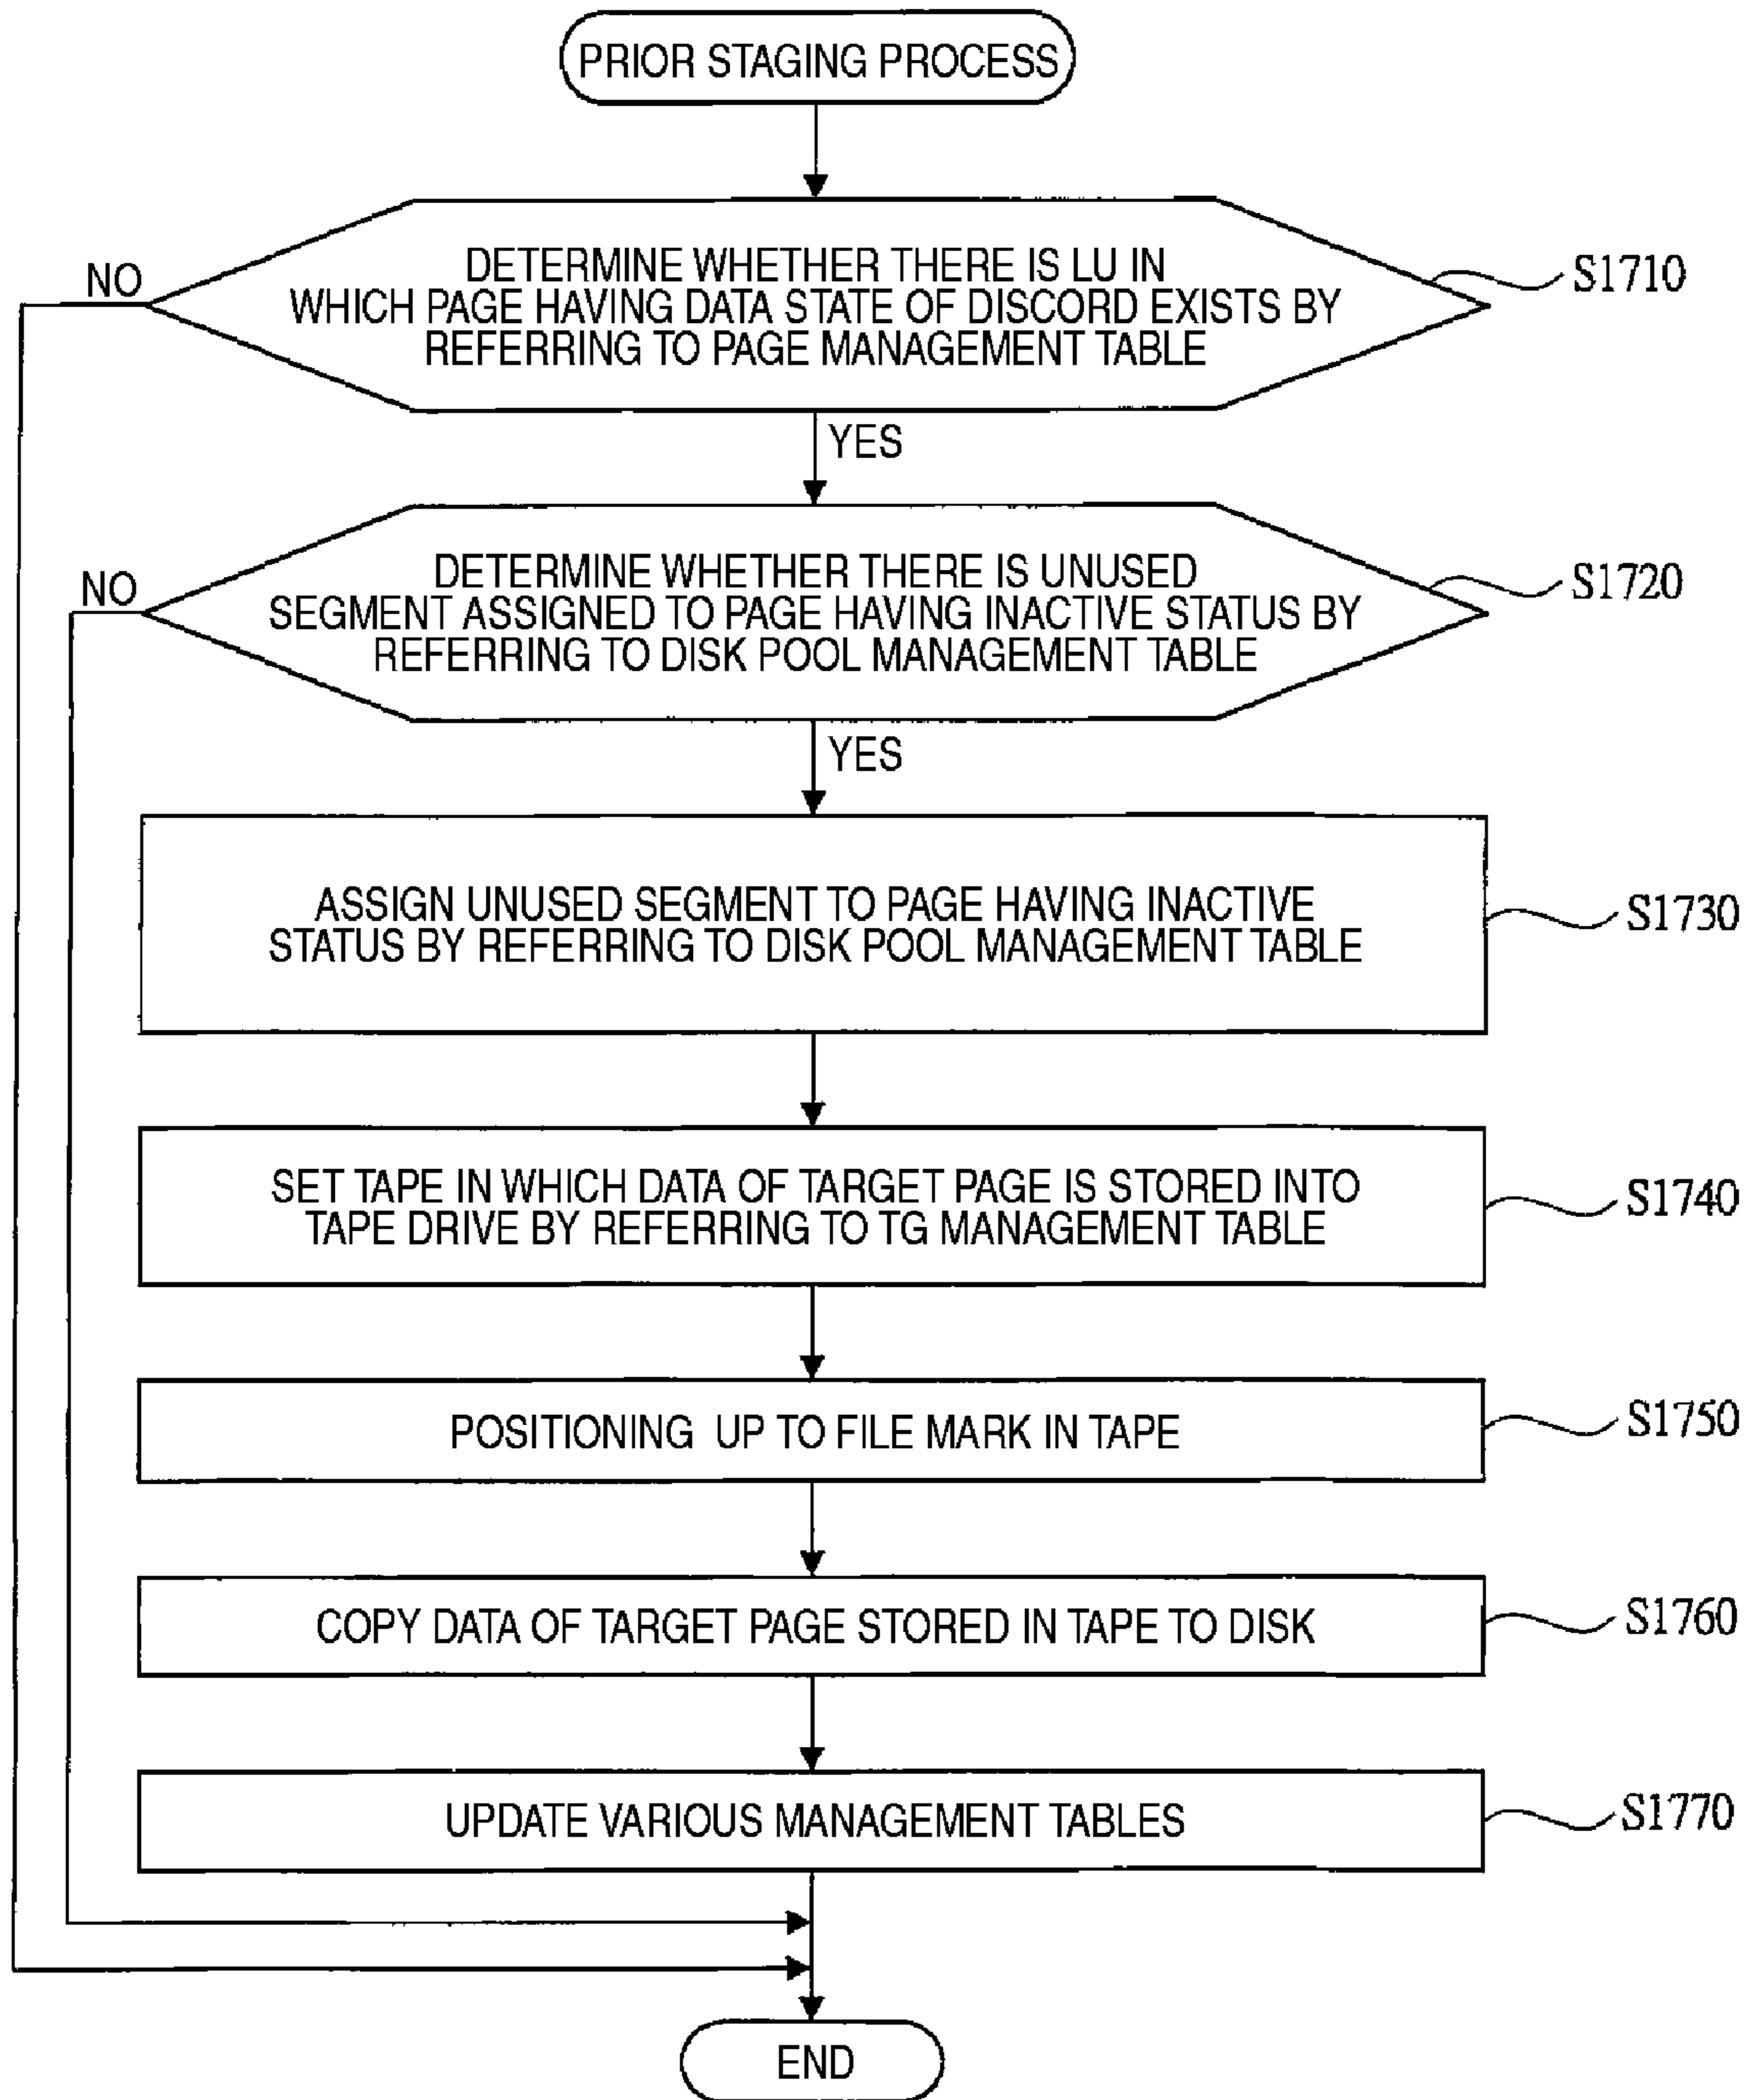 PRIOR STAGING PROCESS
DETERMINE WHETHER THERE IS LU IN
WHICH PAGE HAVING DATA STATE OF DISCORD EXISTS BY
REFERRING TO PAGE MANAGEMENT TABLE
NO
S1710
YES
DETERMINE WHETHER THERE IS UNUSED
SEGMENT ASSIGNED TO PAGE HAVING INACTIVE STATUS BY
REFERRING TO DISK POOL MANAGEMENT TABLE
NO
S1720
YES
ASSIGN UNUSED SEGMENT TO PAGE HAVING INACTIVE
STATUS BY REFERRING TO DISK POOL MANAGEMENT TABLE
S1730
SET TAPE IN WHICH DATA OF TARGET PAGE IS STORED INTO
TAPE DRIVE BY REFERRING TO TG MANAGEMENT TABLE
S1740
POSITIONING UP TO FILE MARK IN TAPE
S1750
COPY DATA OF TARGET PAGE STORED IN TAPE TO DISK
S1760
UPDATE VARIOUS MANAGEMENT TABLES
S1770
END